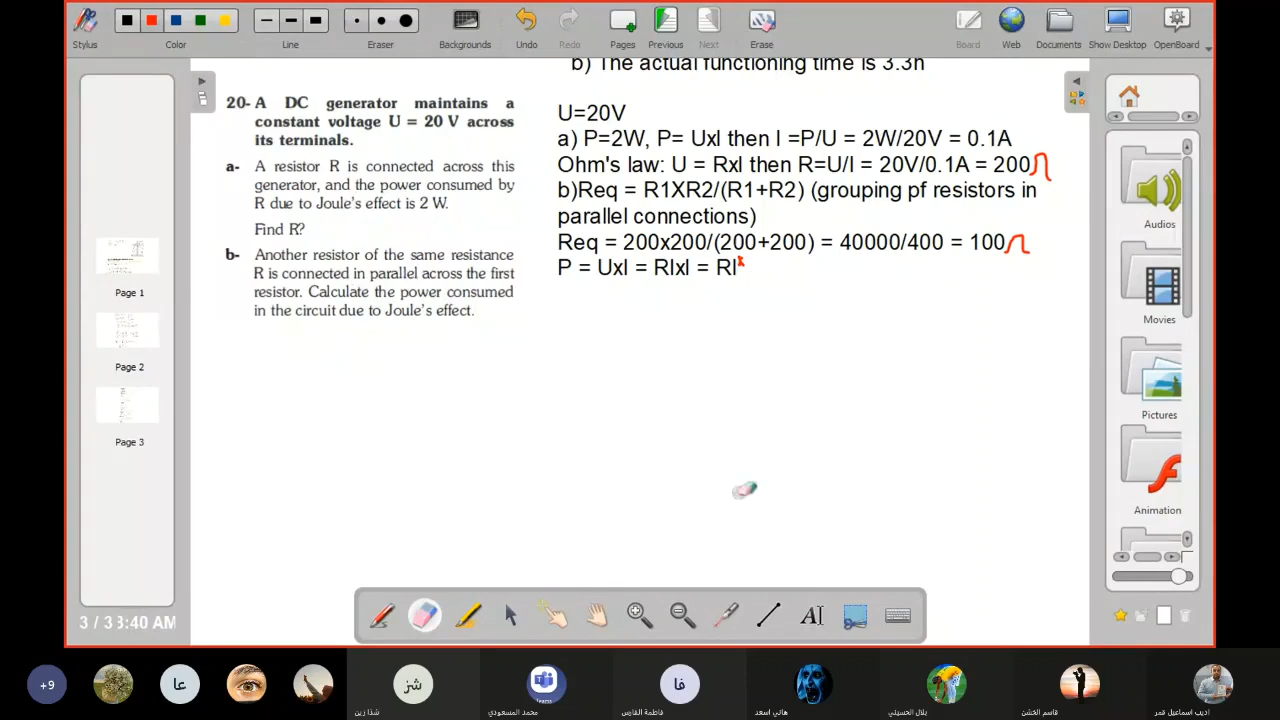 Stylus
Color
Line
Eraser
Backgrounds
Undo
Redo
Pages
Previous
Next
Erase
Board
Web
Documents
Show Desktop
OpenBoard
b) The actual functioning time is 3.3h
20- A DC generator maintains a
constant voltage U = 20 V across
its terminals.
a- A resistor R is connected across this
generator, and the power consumed by
R due to Joule's effect is 2 W.
Find R?
b- Another resistor of the same resistance
R is connected in parallel across the first
resistor. Calculate the power consumed
in the circuit due to Joule's effect.
U=20V
a) P=2W, P= UxI then I =P/U = 2W/20V = 0.1A
Ohm's law: U = RxI then R=U/I = 20V/0.1A = 200Ω
b)Req = R1XR2/(R1+R2) (grouping pf resistors in
parallel connections)
Req = 200x200/(200+200) = 40000/400 = 100Ω
P = UxI = RIxI = RI
Page 1
Page 2
Page 3
3 / 3
3:40 AM
Audios
Movies
Pictures
Animation
+9
عا
شز
شذا زين
محمد المسعودي
فا
فاطمة الفارس
هاني اسعد
بلال الحسيني
قاسم الخشن
اديب اسماعيل قمر